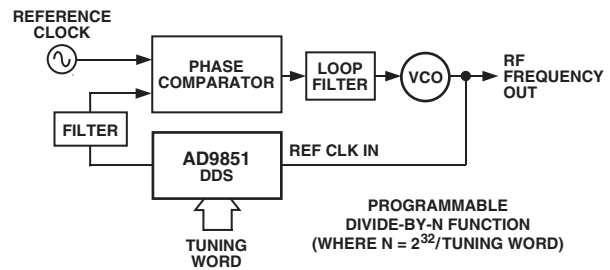 REFERENCE
CLOCK
PHASE
COMPARATOR
LOOP
FILTER
VCO
RF
FREQUENCY
OUT
FILTER
AD9851
DDS
REF CLK IN
TUNING
WORD
PROGRAMMABLE
DIVIDE-BY-N FUNCTION
(WHERE N = 2³²/TUNING WORD)